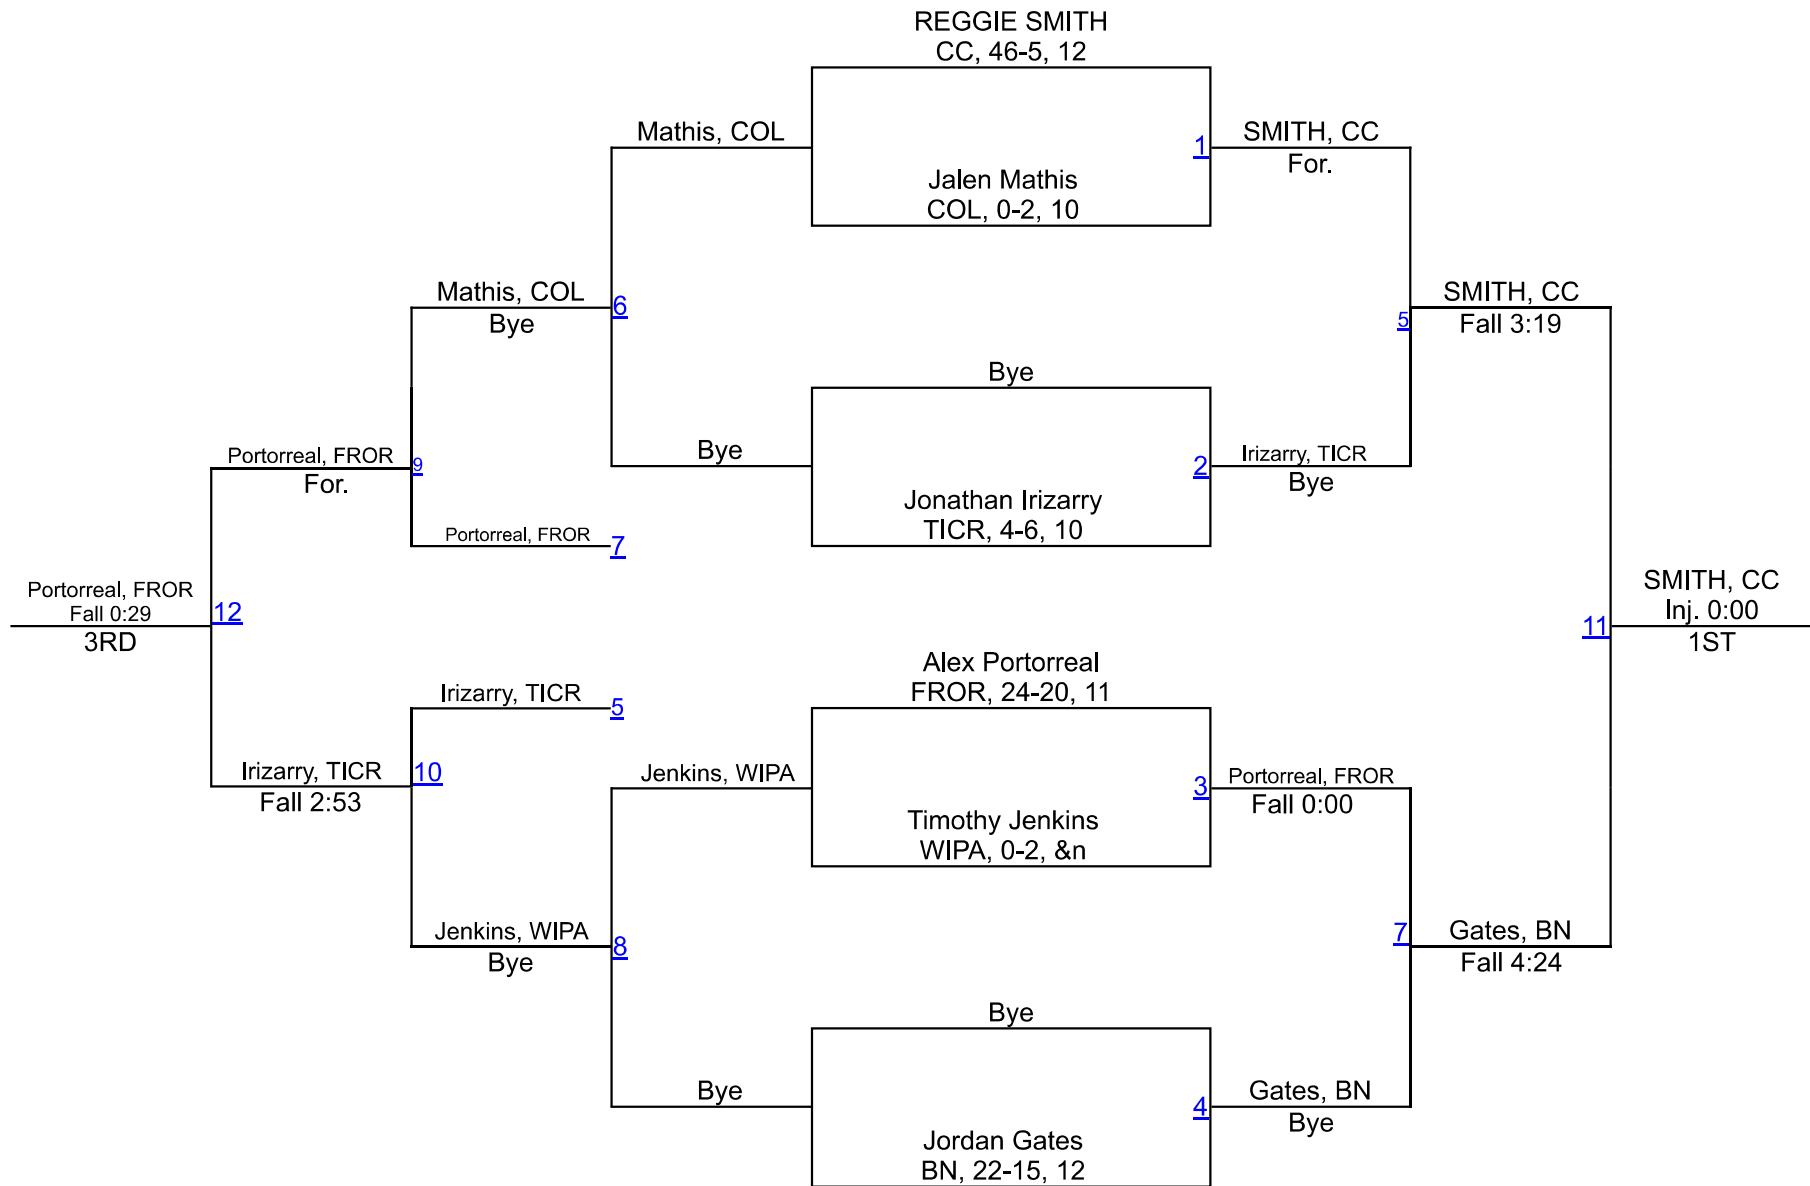 REGGIE SMITH
CC, 46-5, 12
Mathis, COL
1
SMITH, CC
For.
Jalen Mathis
COL, 0-2, 10
Mathis, COL
Bye
6
5
SMITH, CC
Fall 3:19
Bye
Portorreal, FROR
For.
9
Bye
2
Irizarry, TICR
Bye
Jonathan Irizarry
TICR, 4-6, 10
Portorreal, FROR
7
Portorreal, FROR
Fall 0:29
3RD
12
11
SMITH, CC
Inj. 0:00
1ST
Alex Portorreal
FROR, 24-20, 11
Irizarry, TICR
5
Irizarry, TICR
Fall 2:53
10
Jenkins, WIPA
3
Portorreal, FROR
Fall 0:00
Timothy Jenkins
WIPA, 0-2, &n
Jenkins, WIPA
Bye
8
7
Gates, BN
Fall 4:24
Bye
Bye
4
Gates, BN
Bye
Jordan Gates
BN, 22-15, 12